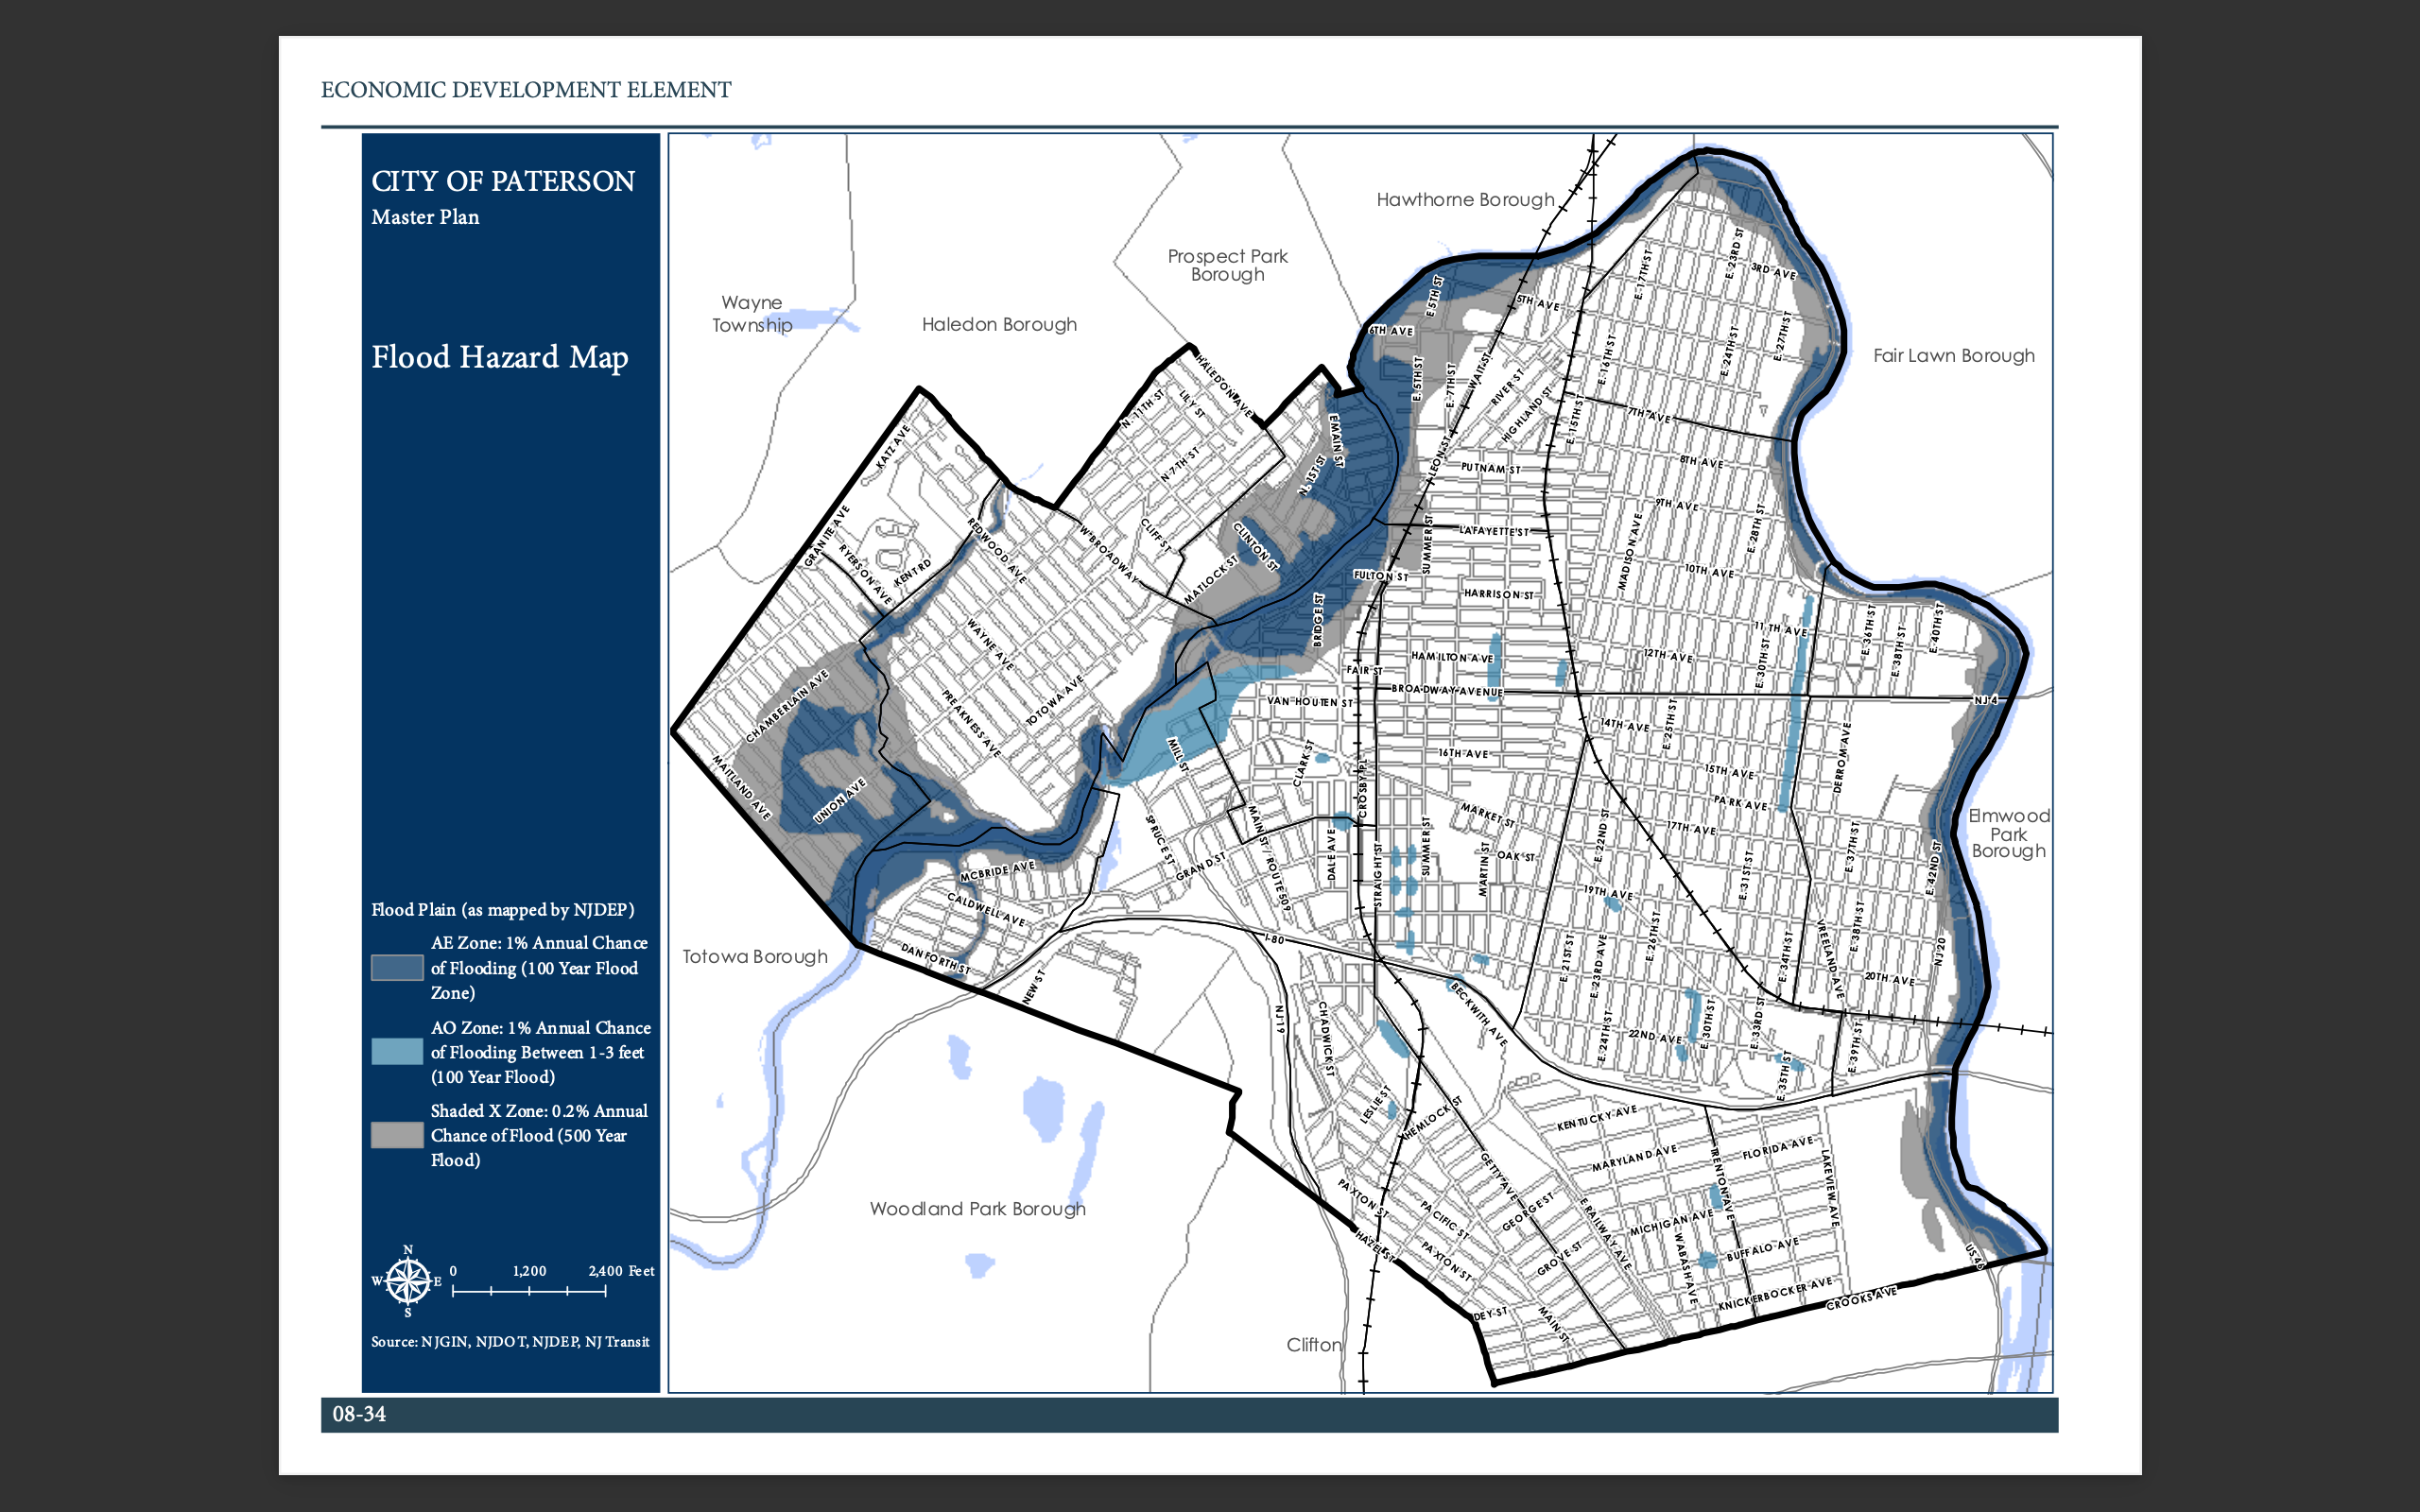 ECONOMIC DEVELOPMENT ELEMENT
CITY OF PATERSON
Master Plan
Flood Hazard Map
Flood Plain (as mapped by NJDEP)
AE Zone: 1% Annual Chance
of Flooding (100 Year Flood
Zone)
AO Zone: 1% Annual Chance
of Flooding Between 1-3 feet
(100 Year Flood)
Shaded X Zone: 0.2% Annual
Chance of Flood (500 Year
Flood)
N
W E
S
0 1,200 2,400 Feet
Source: NJGIN, NJDOT, NJDEP, NJ Transit
Hawthorne Borough
Prospect Park
Borough
Wayne
Township
Haledon Borough
Fair Lawn Borough
Elmwood
Park
Borough
Totowa Borough
Woodland Park Borough
Clifton
E. 5TH ST
5TH AVE
6TH AVE
E. 17TH ST
E. 23RD ST
3RD AVE
E. 16TH ST
E. 24TH ST
E. 27TH ST
HALEDON AVE
N. 11TH ST
LILY ST
N 7TH ST
E MAIN ST
N. 1ST ST
E. 5TH ST
E. 7TH ST
WAIT ST
RIVER ST
HIGHLAND ST
E. 15TH ST
7TH AVE
KATZ AVE
LEON ST
PUTNAM ST
8TH AVE
9TH AVE
GRANITE AVE
RYERSON AVE
KENT RD
REDWOOD AVE
W BROADWAY
CLIFF ST
CLINTON ST
MATLOCK ST
SUMMER ST
LAFAYETTE ST
MADISON AVE
E. 28TH ST
FULTON ST
HARRISON ST
10TH AVE
BRIDGE ST
11TH AVE
E. 36TH ST
E. 38TH ST
E. 40TH ST
WAYNE AVE
HAMILTON AVE
12TH AVE
E. 30TH ST
FAIR ST
BROADWAY AVENUE
VAN HOUTEN ST
NJ 4
CHAMBERLAIN AVE
PREAKNESS AVE
TOTOWA AVE
14TH AVE
E. 25TH ST
DERROM AVE
MAITLAND AVE
UNION AVE
MILL ST
CLARK ST
16TH AVE
15TH AVE
CROSBY PL
PARK AVE
MCBRIDE AVE
SPRUCE ST
GRAND ST
MAIN ST / ROUTE 509
DALE AVE
STRAIGHT ST
SUMMER ST
MARKET ST
MARTIN ST
OAK ST
E. 22ND ST
17TH AVE
E. 31ST ST
E. 37TH ST
E. 42ND ST
19TH AVE
CALDWELL AVE
DANFORTH ST
NEW ST
I-80
E. 21ST ST
E. 23RD AVE
E. 26TH ST
E. 34TH ST
VREELAND AVE
E. 38TH ST
NJ 20
20TH AVE
NJ 19
CHADWICK ST
BECKWITH AVE
E. 24TH ST
22ND AVE
E. 30TH ST
E. 33RD ST
E. 35TH ST
E. 39TH ST
LESLIE ST
HEMLOCK ST
KENTUCKY AVE
MARYLAND AVE
TRENTON AVE
FLORIDA AVE
LAKEVIEW AVE
PAXTON ST
PACIFIC ST
GETTY AVE
GEORGE ST
E RAILWAY AVE
MICHIGAN AVE
HAZEL ST
PAXTON ST
GROVE ST
WABASH AVE
BUFFALO AVE
US 46
DEY ST
MAIN ST
KNICKERBOCKER AVE
CROOKS AVE
08-34